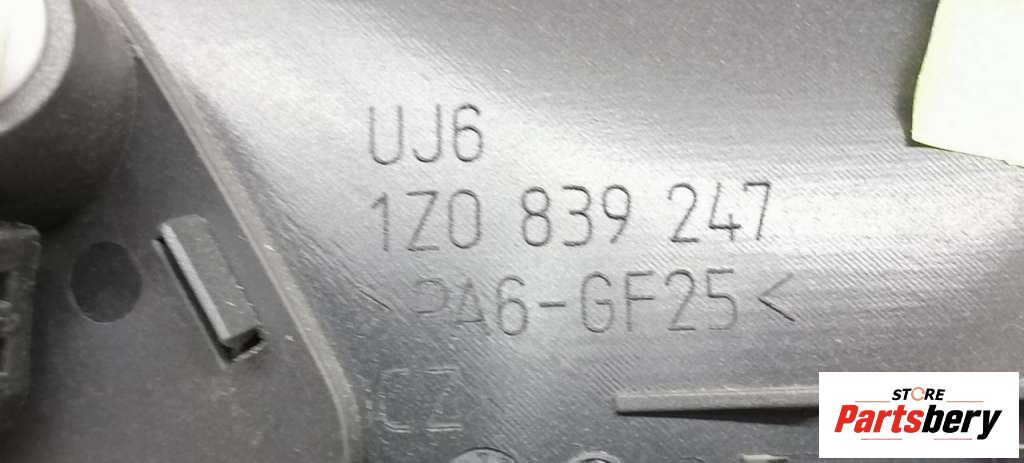 UJ6
1Z0 839 247
>PA6-GF25<
CZ
STORE
Partsbery